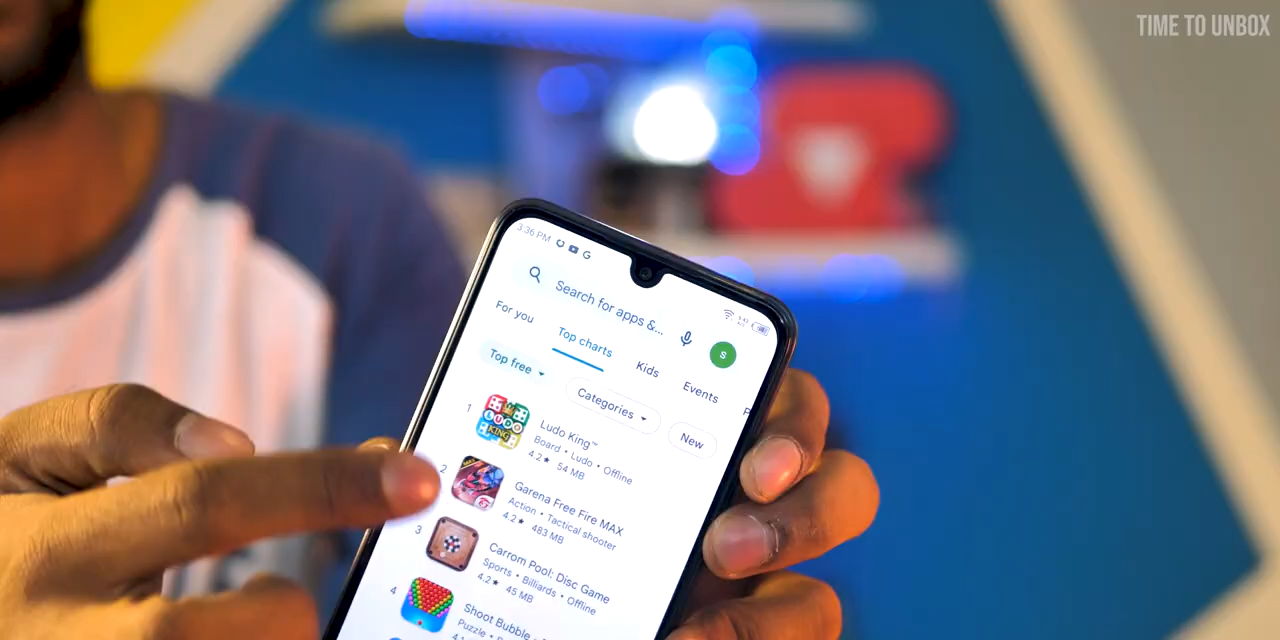 TIME TO UNBOX
3:36 PM
Search for apps &...
S
For you
Top charts
Kids
Events
Top free
Categories
New
1
LUDO
KING
Ludo King™
Board • Ludo • Offline
4.2★ 54 MB
2
Garena Free Fire MAX
Action • Tactical shooter
4.2★ 483 MB
3
Carrom Pool: Disc Game
Sports • Billiards • Offline
4.2★ 45 MB
4
Shoot Bubble
Puzzle •